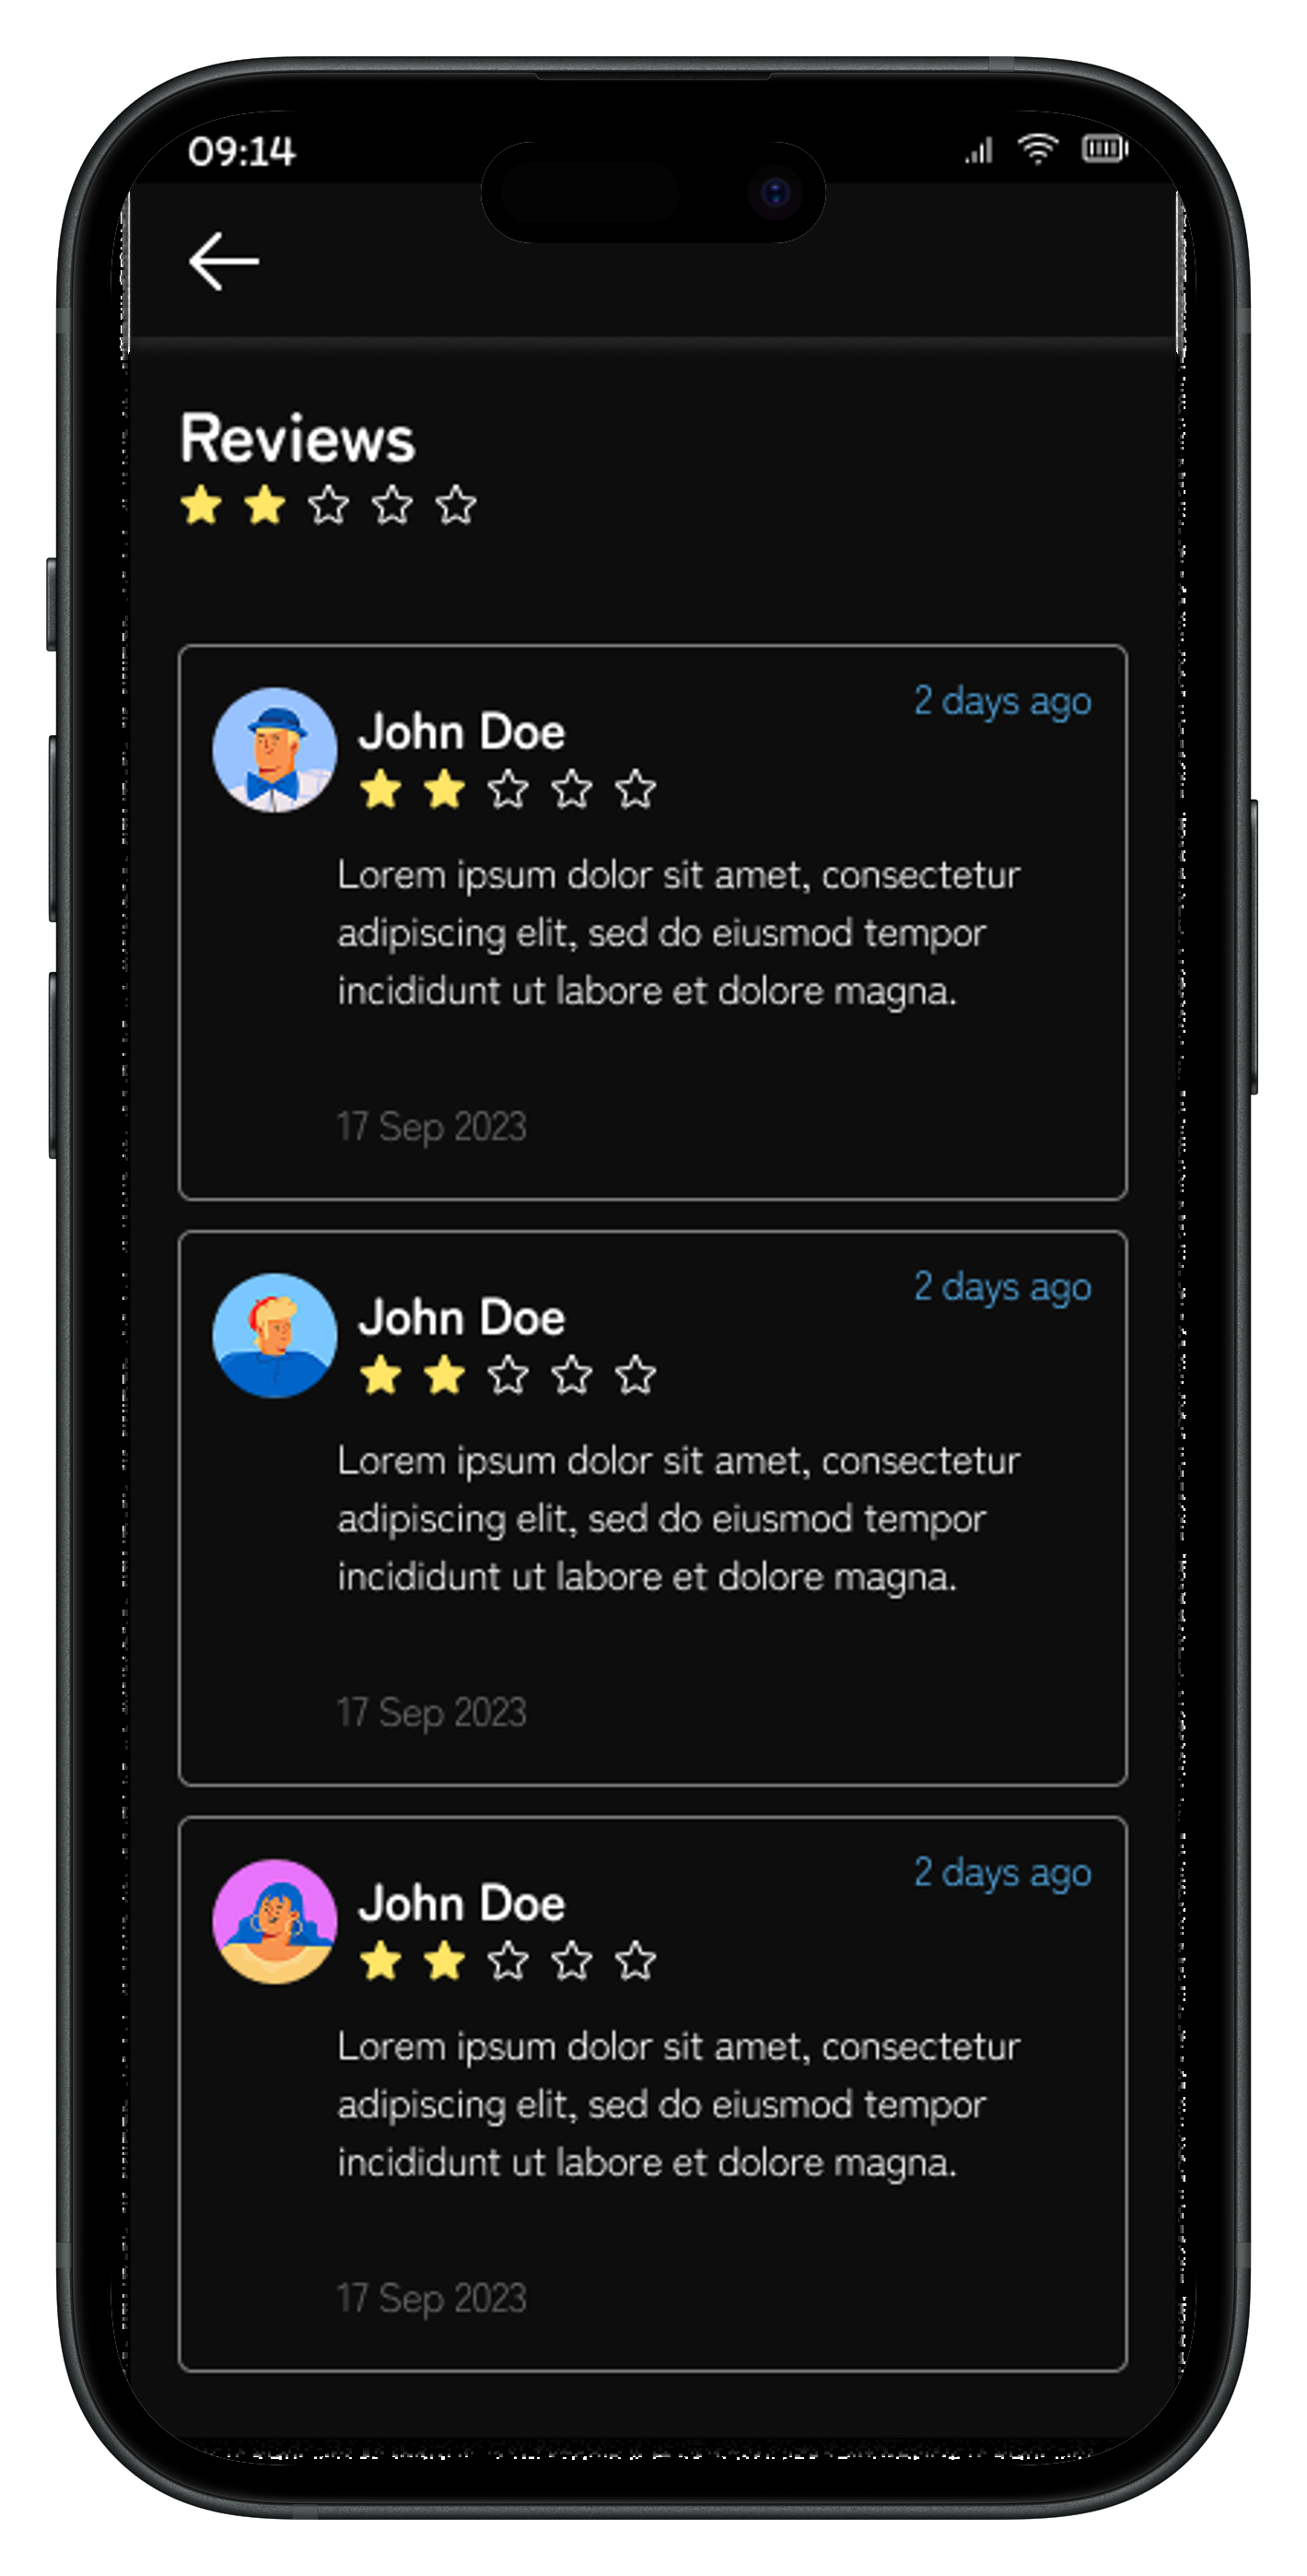 09:14
Reviews
2 days ago
John Doe
Lorem ipsum dolor sit amet, consectetur
adipiscing elit, sed do eiusmod tempor
incididunt ut labore et dolore magna.
17 Sep 2023
2 days ago
John Doe
Lorem ipsum dolor sit amet, consectetur
adipiscing elit, sed do eiusmod tempor
incididunt ut labore et dolore magna.
17 Sep 2023
2 days ago
John Doe
Lorem ipsum dolor sit amet, consectetur
adipiscing elit, sed do eiusmod tempor
incididunt ut labore et dolore magna.
17 Sep 2023